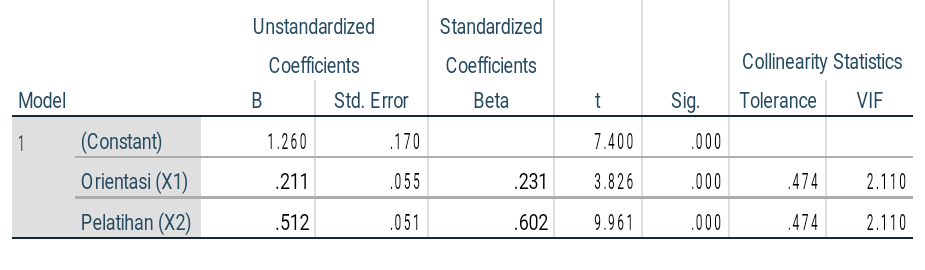 Unstandardized Standardized
Coefficients Coefficients Collinearity Statistics
Model B Std. Error Beta t Sig. Tolerance VIF
1 (Constant) 1.260 .170 7.400 .000
Orientasi (X1) .211 .055 .231 3.826 .000 .474 2.110
Pelatihan (X2) .512 .051 .602 9.961 .000 .474 2.110